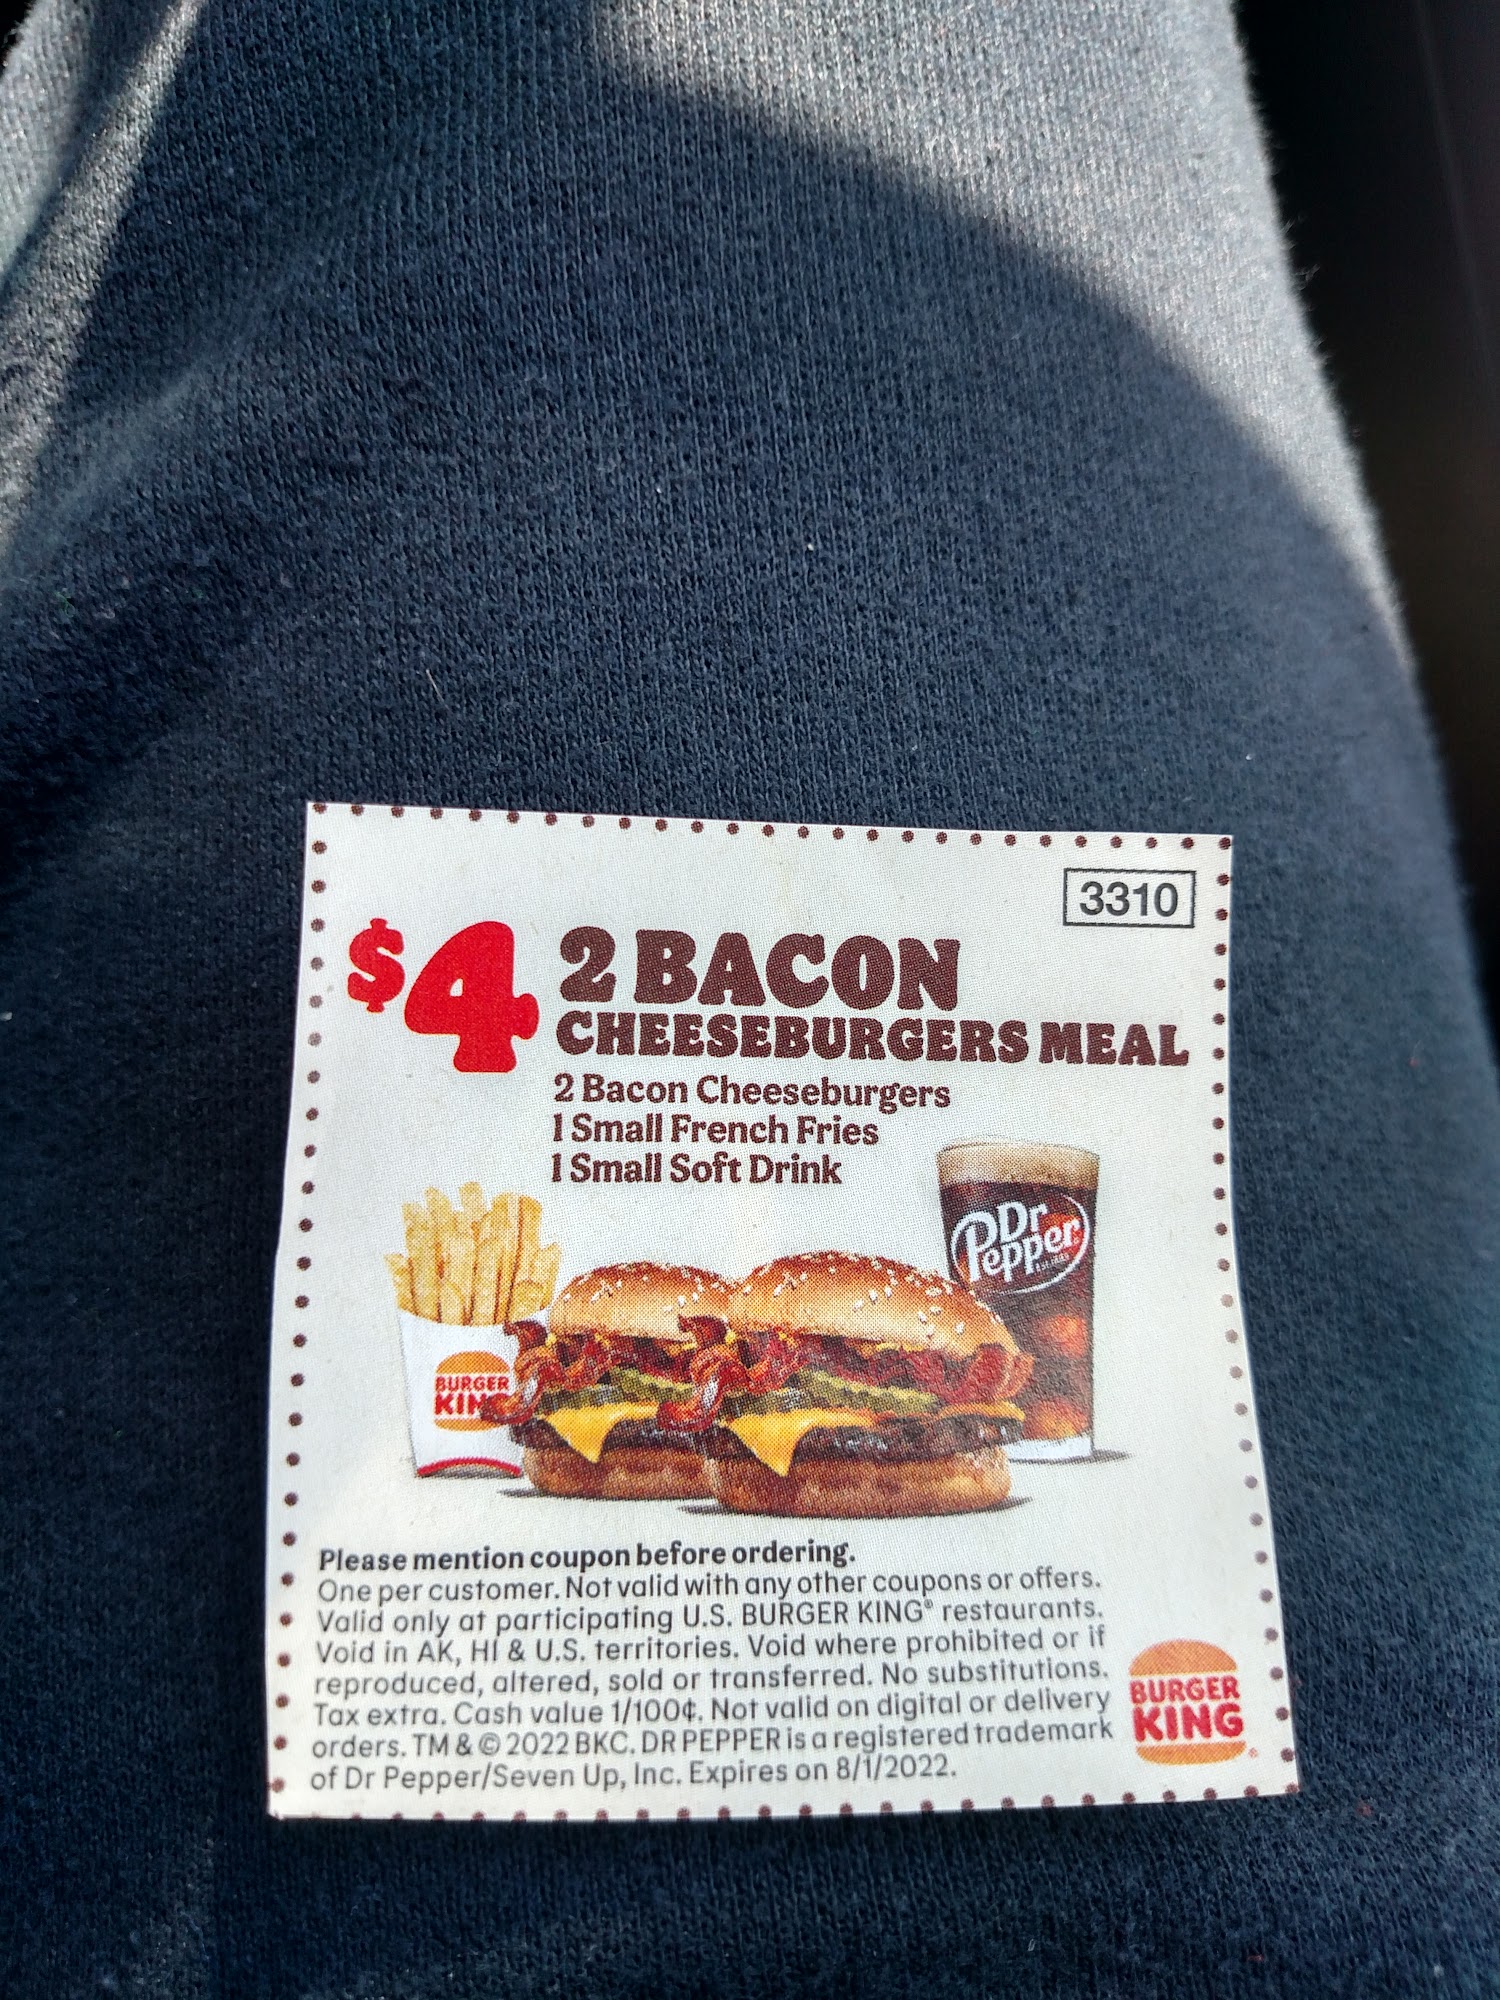 3310
$4 2 BACON
CHEESEBURGERS MEAL
2 Bacon Cheeseburgers
1 Small French Fries
1 Small Soft Drink
Dr
Pepper
BURGER
KIN
Please mention coupon before ordering.
One per customer. Not valid with any other coupons or offers.
Valid only at participating U.S. BURGER KING® restaurants.
Void in AK, HI & U.S. territories. Void where prohibited or if
reproduced, altered, sold or transferred. No substitutions.
Tax extra. Cash value 1/100¢. Not valid on digital or delivery
orders. TM & © 2022 BKC. DR PEPPER is a registered trademark
of Dr Pepper/Seven Up, Inc. Expires on 8/1/2022.
BURGER
KING